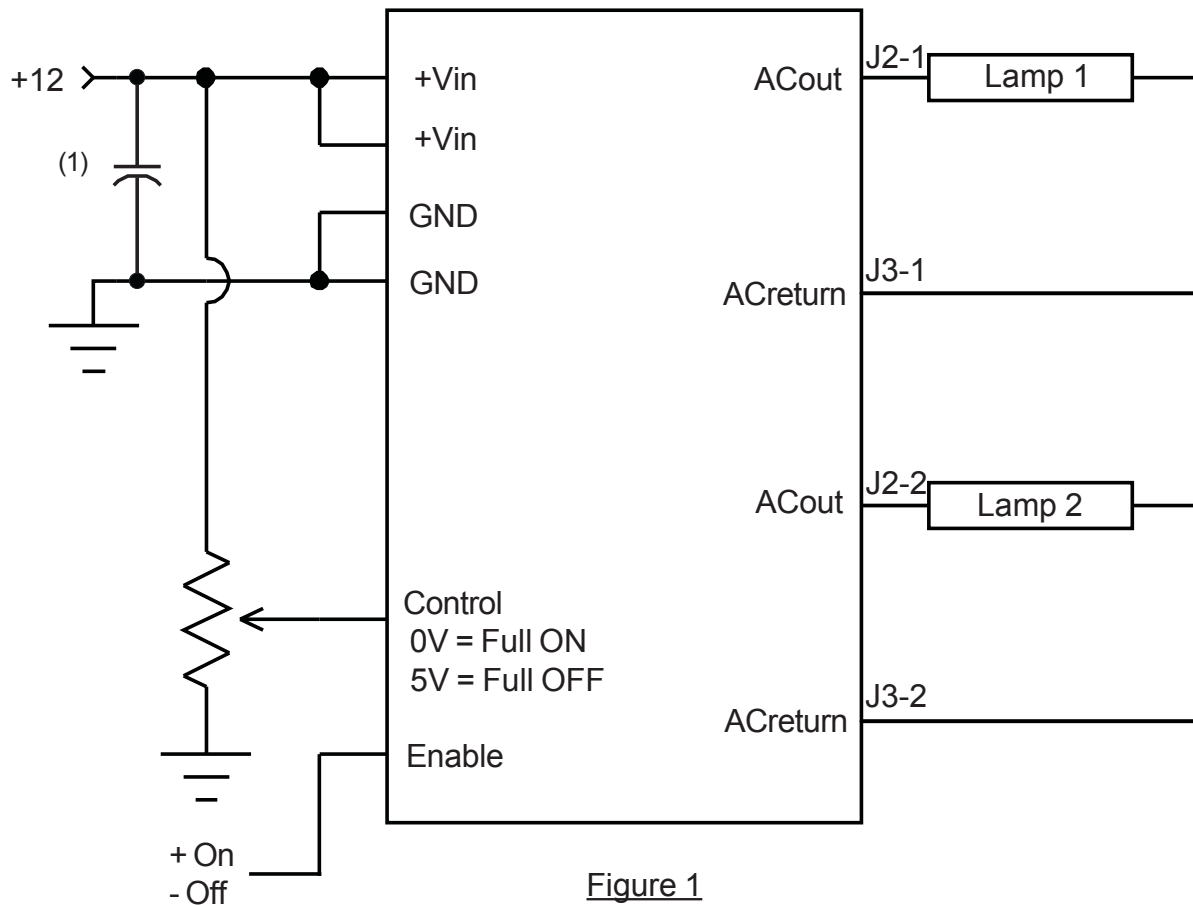 +12
(1)
+Vin
+Vin
GND
GND
Control
0V = Full ON
5V = Full OFF
Enable
+ On
- Off
ACout
J2-1
Lamp 1
ACreturn
J3-1
ACout
J2-2
Lamp 2
ACreturn
J3-2
Figure 1